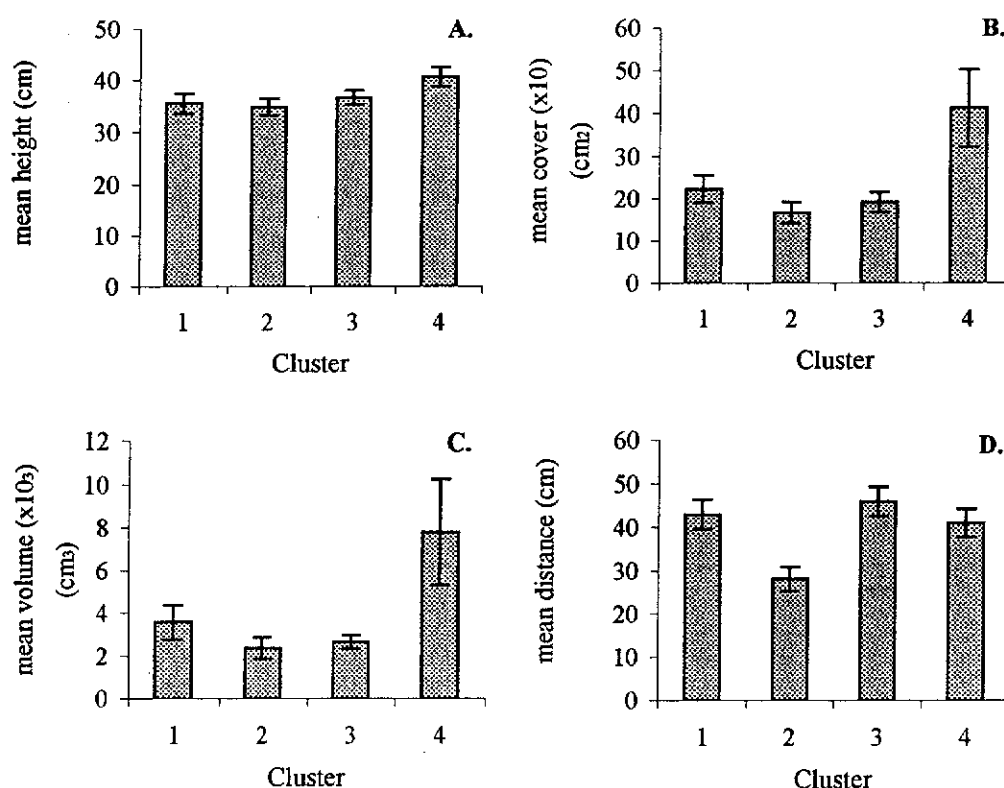 A.
mean height (cm)
50
40
30
20
10
0
1 2 3 4
Cluster
B.
mean cover (x10)
(cm2)
60
50
40
30
20
10
0
1 2 3 4
Cluster
C.
mean volume (x103)
(cm3)
12
10
8
6
4
2
0
1 2 3 4
Cluster
D.
mean distance (cm)
60
50
40
30
20
10
0
1 2 3 4
Cluster